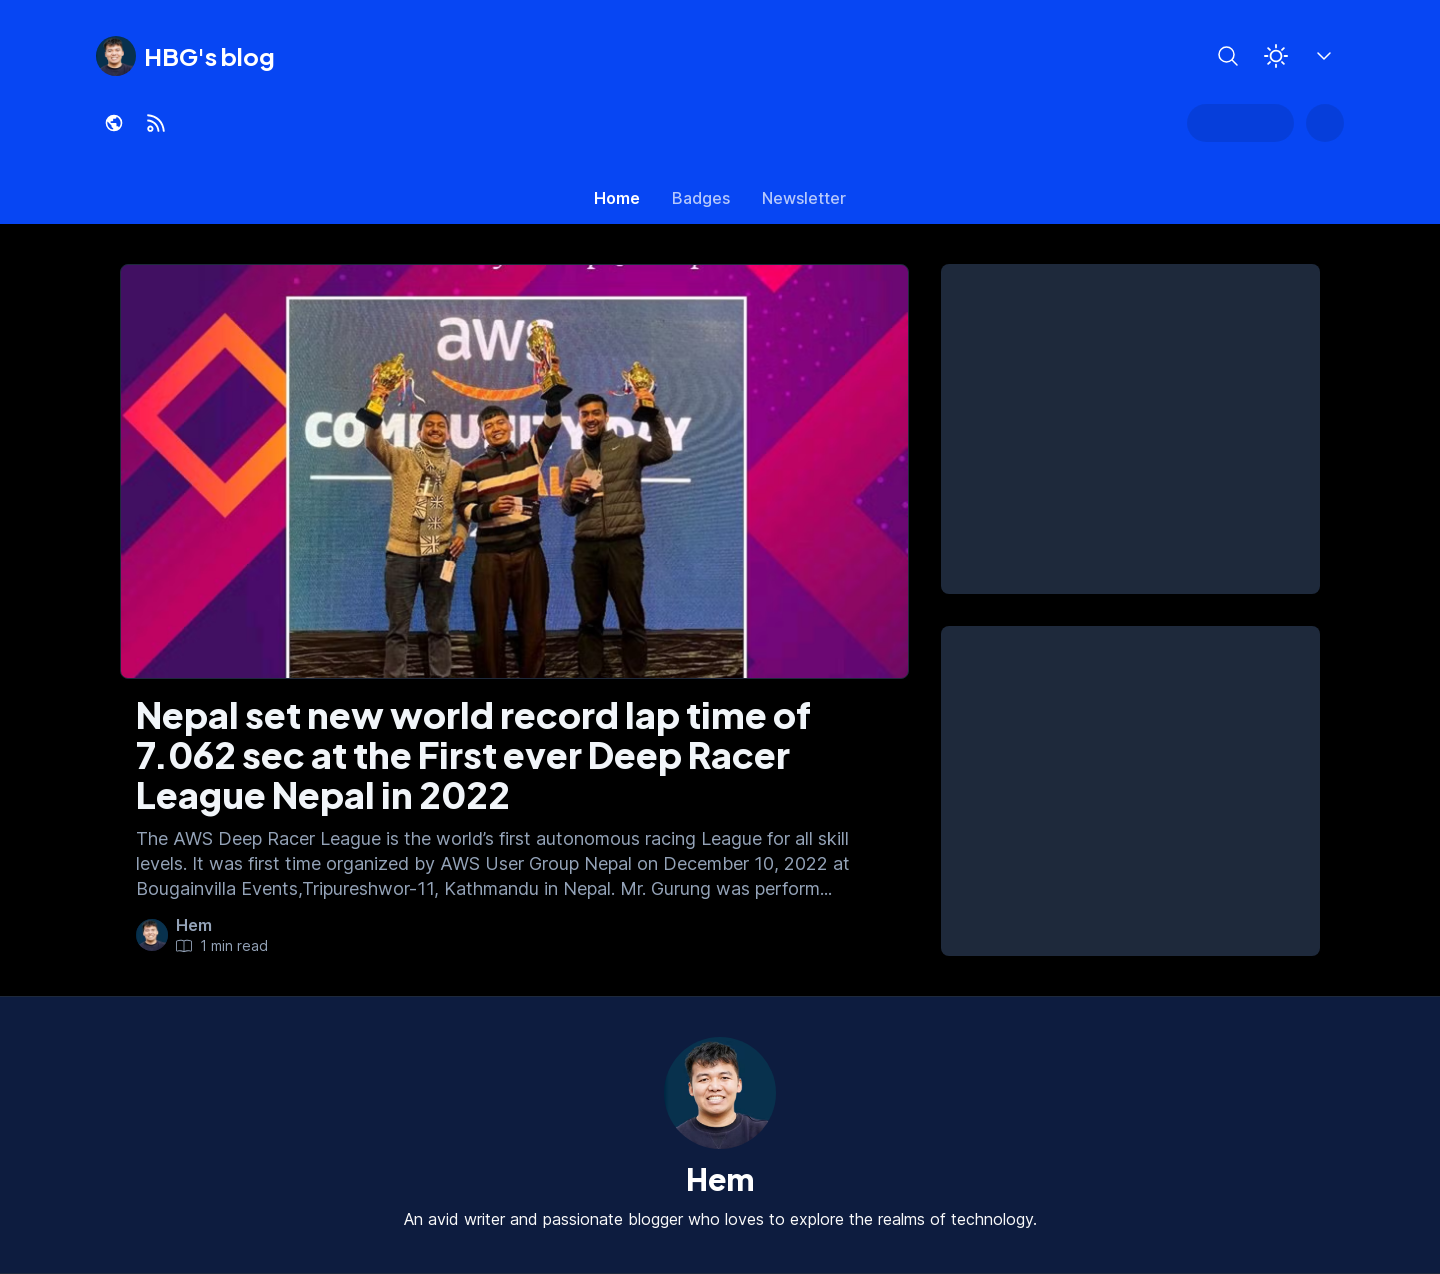 HBG's blog
Home
Badges
Newsletter
aws
COMMUNITY DAY
Nepal set new world record lap time of
7.062 sec at the First ever Deep Racer
League Nepal in 2022
The AWS Deep Racer League is the world’s first autonomous racing League for all skill
levels. It was first time organized by AWS User Group Nepal on December 10, 2022 at
Bougainvilla Events,Tripureshwor-11, Kathmandu in Nepal. Mr. Gurung was perform...
Hem
1 min read
Hem
An avid writer and passionate blogger who loves to explore the realms of technology.